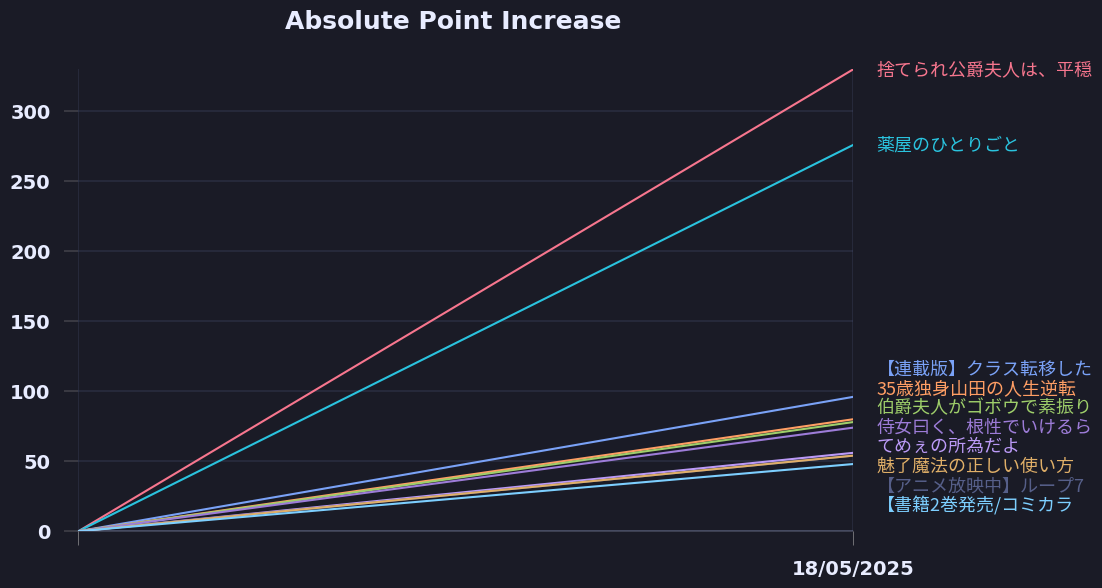 Absolute Point Increase
300
250
200
150
100
50
0
18/05/2025
捨てられ公爵夫人は、平穏
薬屋のひとりごと
【連載版】クラス転移した
35歳独身山田の人生逆転
伯爵夫人がゴボウで素振り
侍女曰く、根性でいけるら
てめぇの所為だよ
魅了魔法の正しい使い方
【アニメ放映中】ループ7
【書籍2巻発売/コミカラ